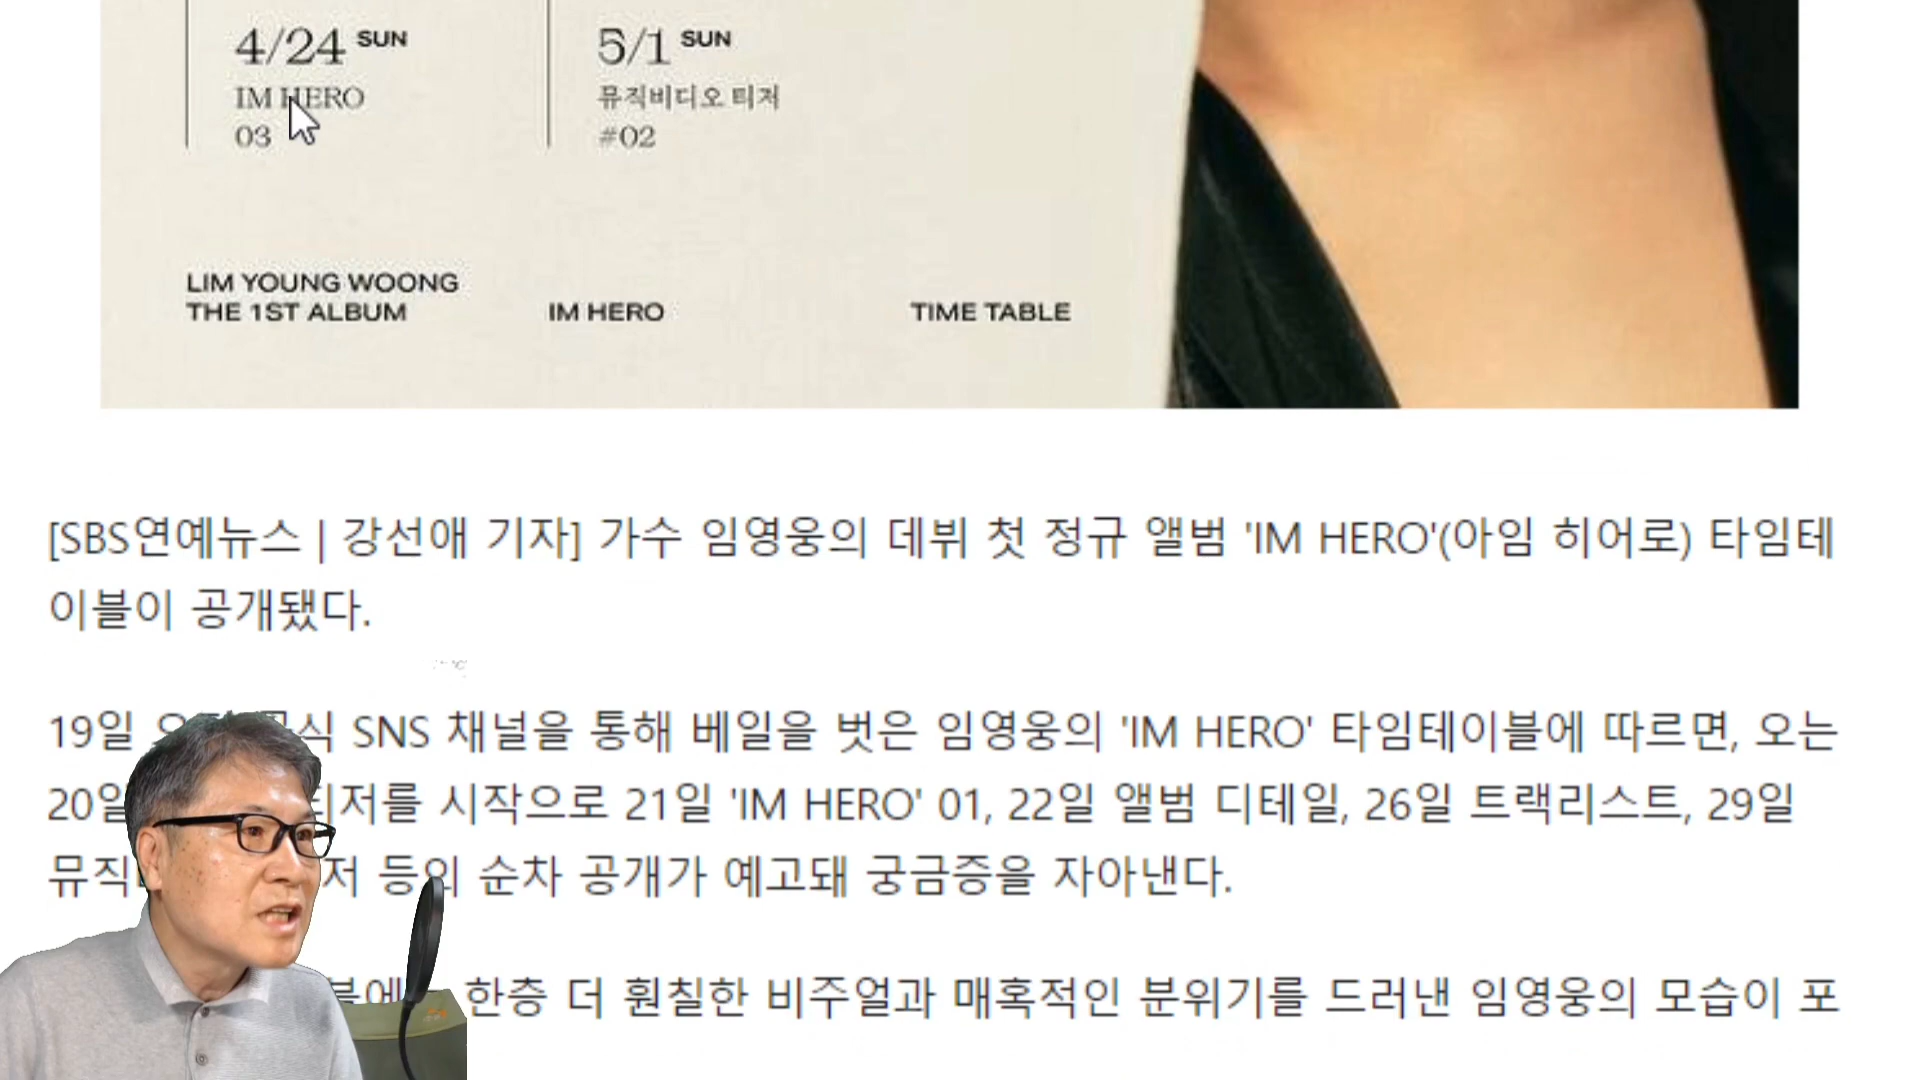 4/24 SUN
IM HERO
03
5/1 SUN
뮤직비디오 티저
#02
LIM YOUNG WOONG
THE 1ST ALBUM
IM HERO
TIME TABLE
[SBS연예뉴스 | 강선애 기자] 가수 임영웅의 데뷔 첫 정규 앨범 'IM HERO'(아임 히어로) 타임테
이블이 공개됐다.
19일 SNS 채널을 통해 베일을 벗은 임영웅의 'IM HERO' 타임테이블에 따르면, 오는
20일 티저를 시작으로 21일 'IM HERO' 01, 22일 앨범 디테일, 26일 트랙리스트, 29일
뮤직 저 등의 순차 공개가 예고돼 궁금증을 자아낸다.
한층 더 훤칠한 비주얼과 매혹적인 분위기를 드러낸 임영웅의 모습이 포